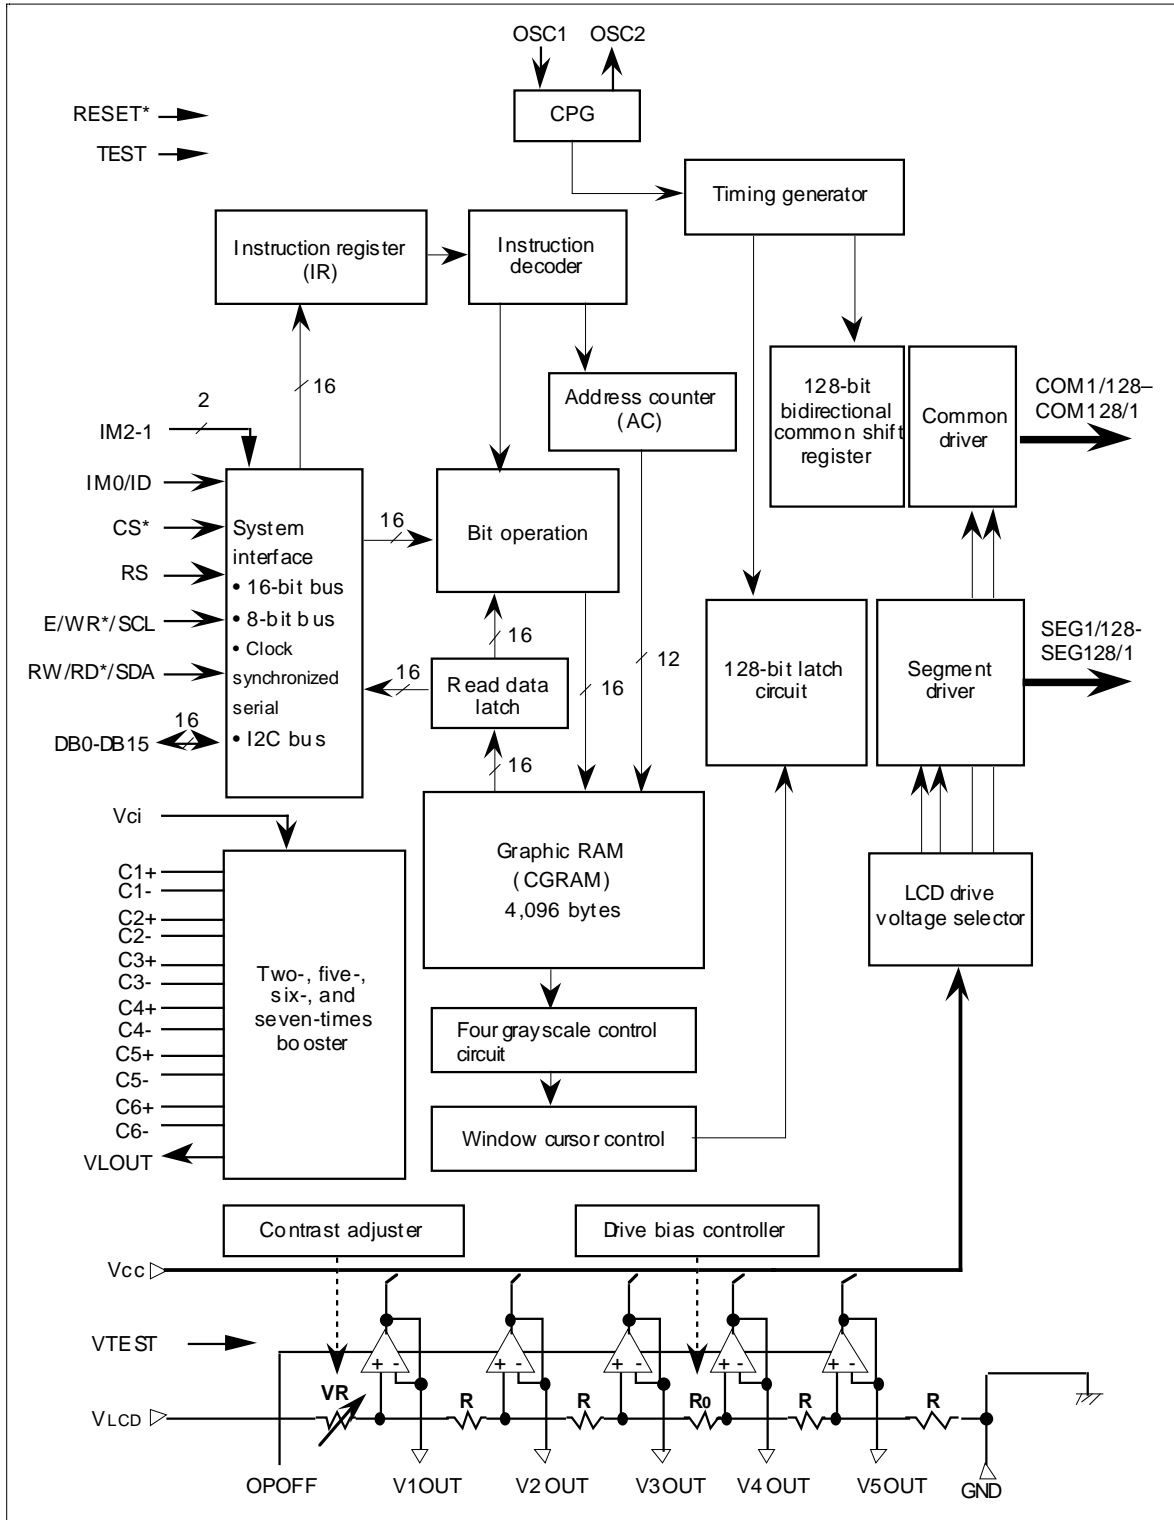 OSC1 OSC2
RESET*
CPG
TEST
Timing generator
Instruction register
(IR)
Instruction
decoder
16
128-bit
bidirectional
common shift
register
Common
driver
COM1/128–
COM128/1
Address counter
(AC)
2
IM2-1
IM0/ID
CS*
RS
E/WR*/SCL
RW/RD*/SDA
16
DB0-DB15
System
interface
• 16-bit bus
• 8-bit bus
• Clock
synchronized
serial
• I2C bus
16
Bit operation
16
16
Read data
latch
16
16
12
128-bit latch
circuit
Segment
driver
SEG1/128-
SEG128/1
Vci
C1+
C1-
C2+
C2-
C3+
C3-
C4+
C4-
C5+
C5-
C6+
C6-
VLOUT
Two-, five-,
six-, and
seven-times
booster
Graphic RAM
(CGRAM)
4,096 bytes
LCD drive
voltage selector
Four grayscale control
circuit
Window cursor control
Contrast adjuster
Drive bias controller
Vcc
VTEST
+ - + - + - + - + -
VR R R R0 R R
VLCD
OPOFF V1OUT V2OUT V3OUT V4OUT V5OUT GND